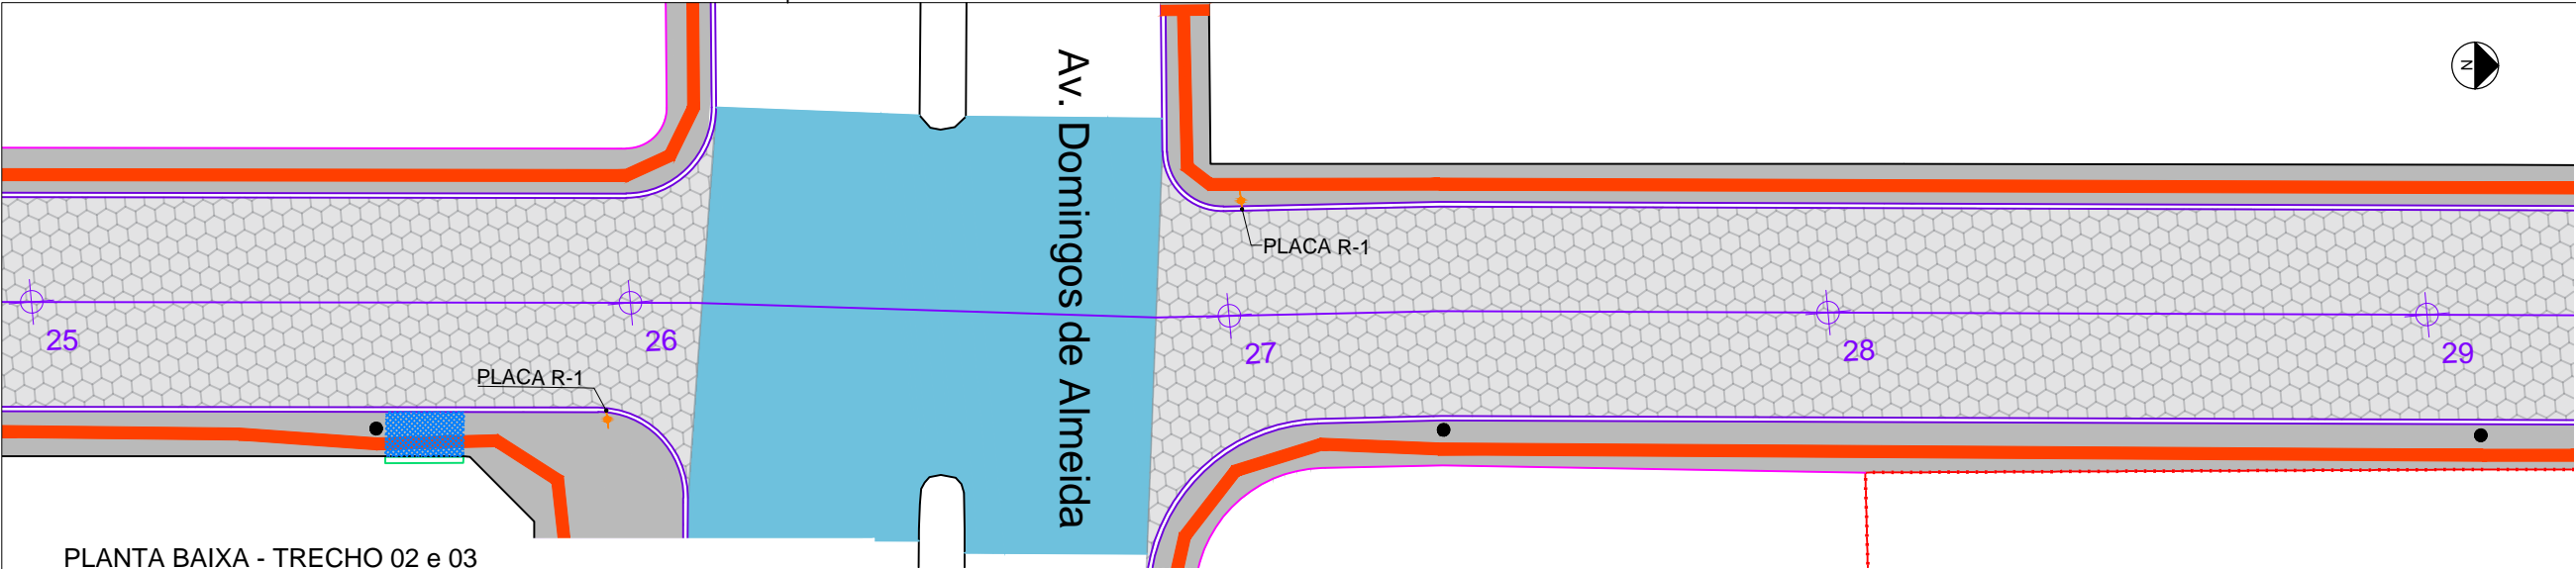 Av. Domingos de Almeida
N
PLACA R-1
25
26
27
28
29
PLACA R-1
PLANTA BAIXA - TRECHO 02 e 03